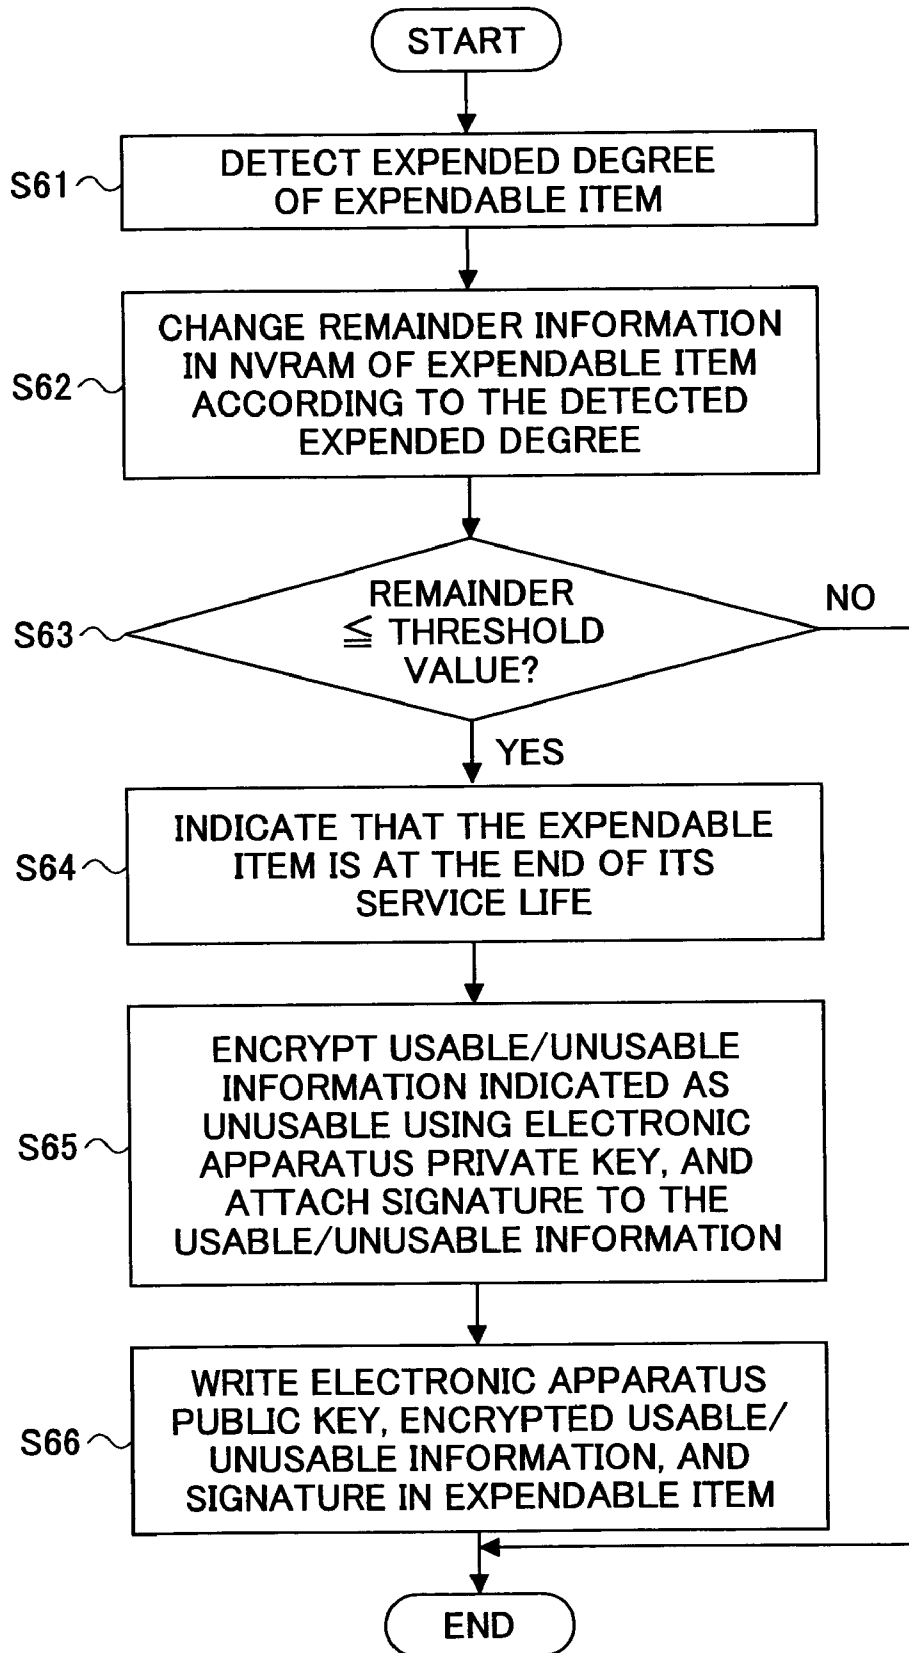 START
S61
DETECT EXPENDED DEGREE
OF EXPENDABLE ITEM
S62
CHANGE REMAINDER INFORMATION
IN NVRAM OF EXPENDABLE ITEM
ACCORDING TO THE DETECTED
EXPENDED DEGREE
S63
REMAINDER
≦ THRESHOLD
VALUE?
NO
YES
S64
INDICATE THAT THE EXPENDABLE
ITEM IS AT THE END OF ITS
SERVICE LIFE
S65
ENCRYPT USABLE/UNUSABLE
INFORMATION INDICATED AS
UNUSABLE USING ELECTRONIC
APPARATUS PRIVATE KEY, AND
ATTACH SIGNATURE TO THE
USABLE/UNUSABLE INFORMATION
S66
WRITE ELECTRONIC APPARATUS
PUBLIC KEY, ENCRYPTED USABLE/
UNUSABLE INFORMATION, AND
SIGNATURE IN EXPENDABLE ITEM
END